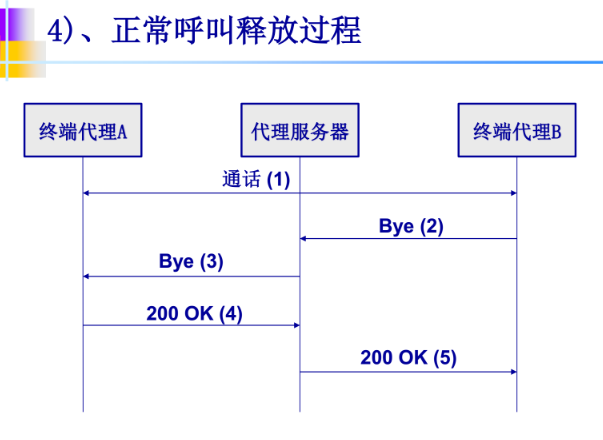 4)、正常呼叫释放过程
终端代理A
代理服务器
终端代理B
通话 (1)
Bye (2)
Bye (3)
200 OK (4)
200 OK (5)